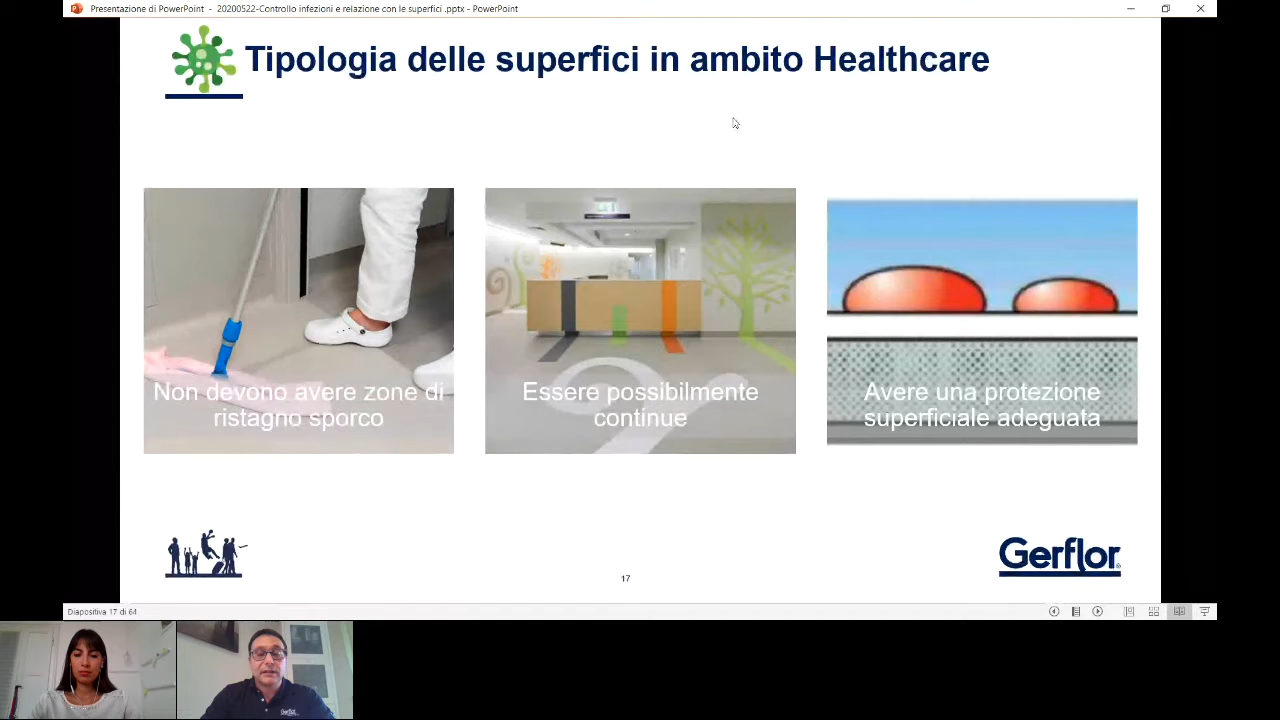 Presentazione di PowerPoint - 20200522-Controllo infezioni e relazione con le superfici .pptx - PowerPoint
Tipologia delle superfici in ambito Healthcare
Non devono avere zone di
ristagno sporco
Essere possibilmente
continue
Avere una protezione
superficiale adeguata
Gerflor
17
Diapositiva 17 di 64
Gerflor